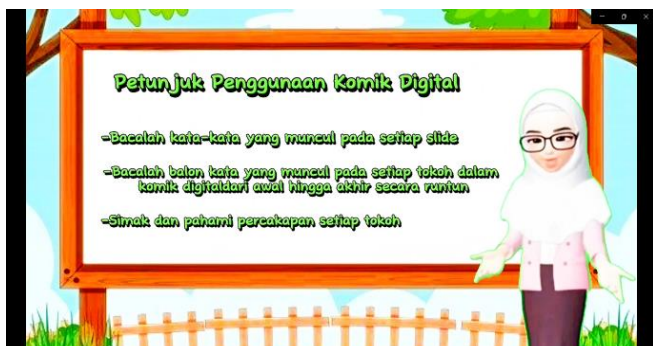 Petunjuk Penggunaan Komik Digital
-Bacalah kata-kata yang muncul pada setiap slide
-Bacalah balon kata yang muncul pada setiap tokoh dalam
komik digitaldari awal hingga akhir secara runtun
-Simak dan pahami percakapan setiap tokoh